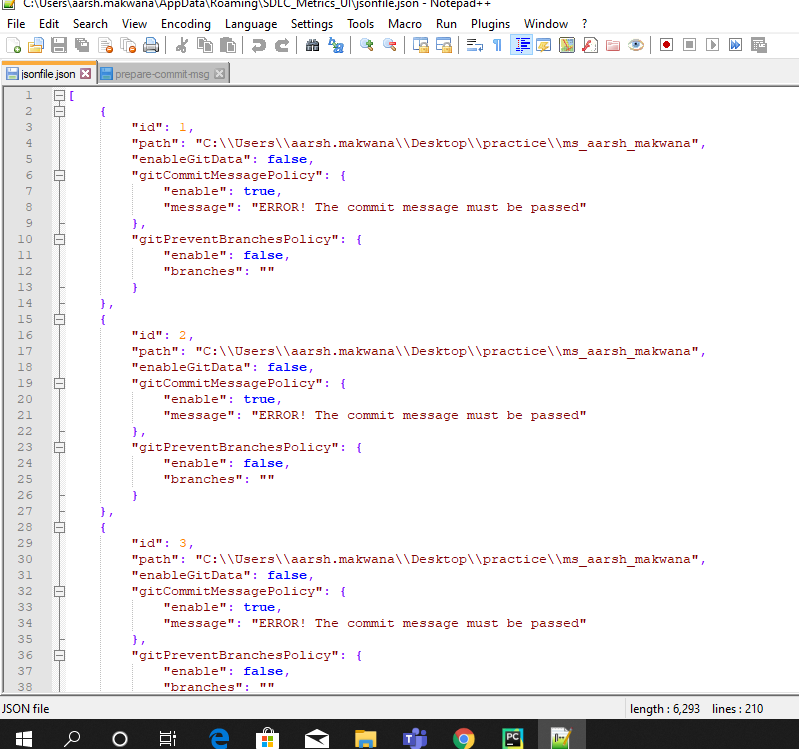 C:\Users\aarsh.makwana\AppData\Roaming\SDLC_Metrics_UI\jsonfile.json - Notepad++
File Edit Search View Encoding Language Settings Tools Macro Run Plugins Window ?
jsonfile.json prepare-commit-msg
1 [
2 {
3 "id": 1,
4 "path": "C:\\Users\\aarsh.makwana\\Desktop\\practice\\ms_aarsh_makwana",
5 "enableGitData": false,
6 "gitCommitMessagePolicy": {
7 "enable": true,
8 "message": "ERROR! The commit message must be passed"
9 },
10 "gitPreventBranchesPolicy": {
11 "enable": false,
12 "branches": ""
13 }
14 },
15 {
16 "id": 2,
17 "path": "C:\\Users\\aarsh.makwana\\Desktop\\practice\\ms_aarsh_makwana",
18 "enableGitData": false,
19 "gitCommitMessagePolicy": {
20 "enable": true,
21 "message": "ERROR! The commit message must be passed"
22 },
23 "gitPreventBranchesPolicy": {
24 "enable": false,
25 "branches": ""
26 }
27 },
28 {
29 "id": 3,
30 "path": "C:\\Users\\aarsh.makwana\\Desktop\\practice\\ms_aarsh_makwana",
31 "enableGitData": false,
32 "gitCommitMessagePolicy": {
33 "enable": true,
34 "message": "ERROR! The commit message must be passed"
35 },
36 "gitPreventBranchesPolicy": {
37 "enable": false,
38 "branches": ""
JSON file length : 6,293 lines : 210